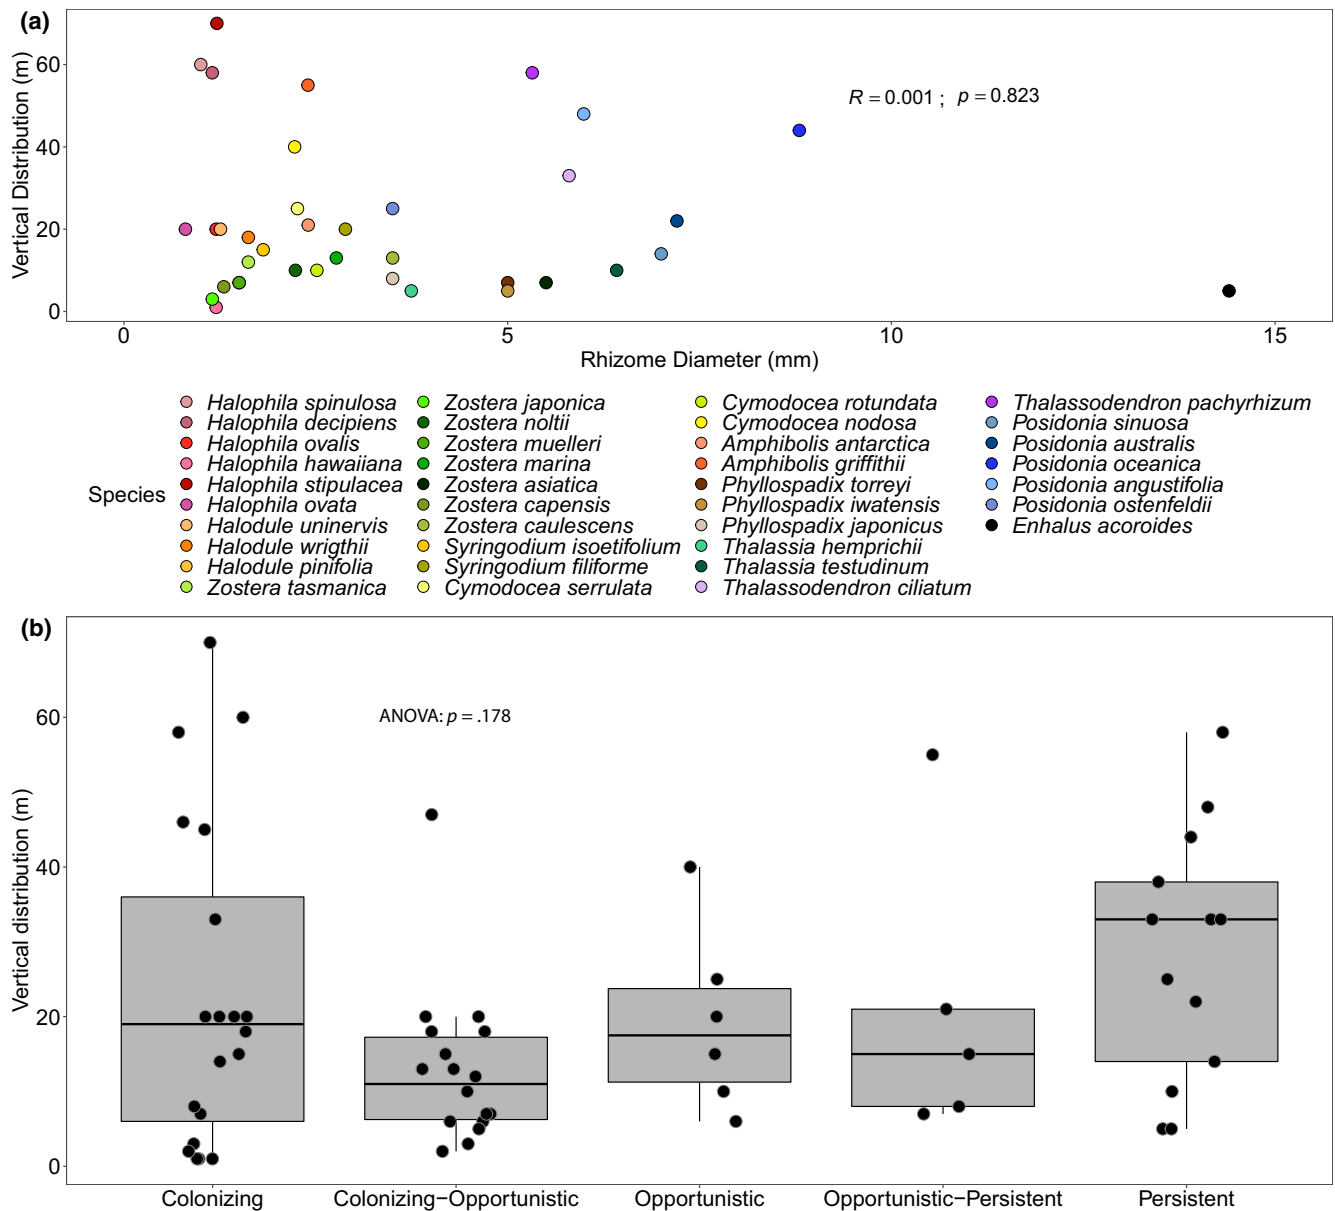 (a)
Vertical Distribution (m)
60
40
20
0
R = 0.001 ; p = 0.823
0 5 10 15
Rhizome Diameter (mm)
Species
Halophila spinulosa
Halophila decipiens
Halophila ovalis
Halophila hawaiiana
Halophila stipulacea
Halophila ovata
Halodule uninervis
Halodule wrigthii
Halodule pinifolia
Zostera tasmanica
Zostera japonica
Zostera noltii
Zostera muelleri
Zostera marina
Zostera asiatica
Zostera capensis
Zostera caulescens
Syringodium isoetifolium
Syringodium filiforme
Cymodocea serrulata
Cymodocea rotundata
Cymodocea nodosa
Amphibolis antarctica
Amphibolis griffithii
Phyllospadix torreyi
Phyllospadix iwatensis
Phyllospadix japonicus
Thalassia hemprichii
Thalassia testudinum
Thalassodendron ciliatum
Thalassodendron pachyrhizum
Posidonia sinuosa
Posidonia australis
Posidonia oceanica
Posidonia angustifolia
Posidonia ostenfeldii
Enhalus acoroides
(b)
Vertical distribution (m)
60
40
20
0
ANOVA: p = .178
Colonizing Colonizing−Opportunistic Opportunistic Opportunistic−Persistent Persistent